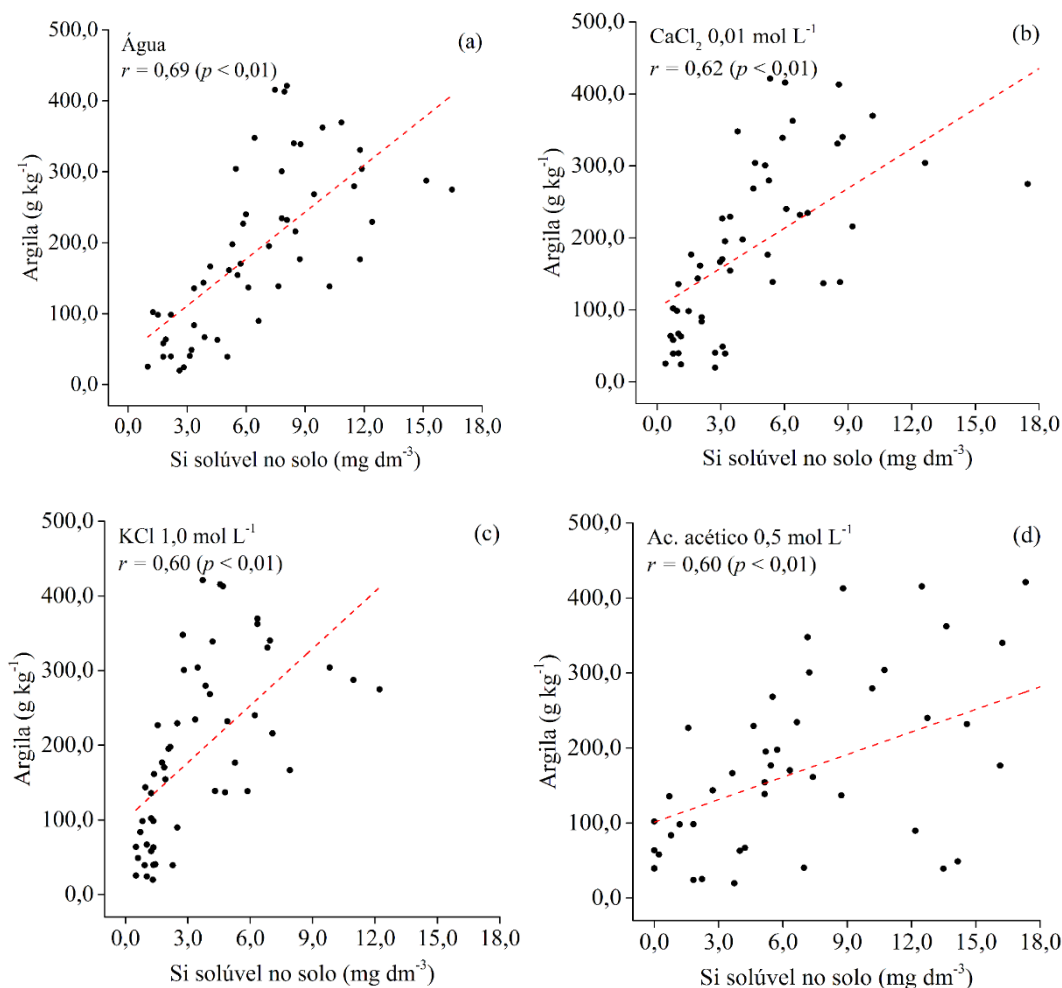 500,0
Água
(a)
r = 0,69 (p < 0,01)
400,0
300,0
200,0
100,0
0,0
Argila (g kg⁻¹)
0,0 3,0 6,0 9,0 12,0 15,0 18,0
Si solúvel no solo (mg dm⁻³)
500,0
CaCl₂ 0,01 mol L⁻¹
(b)
r = 0,62 (p < 0,01)
400,0
300,0
200,0
100,0
0,0
Argila (g kg⁻¹)
0,0 3,0 6,0 9,0 12,0 15,0 18,0
Si solúvel no solo (mg dm⁻³)
500,0
KCl 1,0 mol L⁻¹
(c)
r = 0,60 (p < 0,01)
400,0
300,0
200,0
100,0
0,0
Argila (g kg⁻¹)
0,0 3,0 6,0 9,0 12,0 15,0 18,0
Si solúvel no solo (mg dm⁻³)
500,0
Ac. acético 0,5 mol L⁻¹
(d)
r = 0,60 (p < 0,01)
400,0
300,0
200,0
100,0
0,0
Argila (g kg⁻¹)
0,0 3,0 6,0 9,0 12,0 15,0 18,0
Si solúvel no solo (mg dm⁻³)